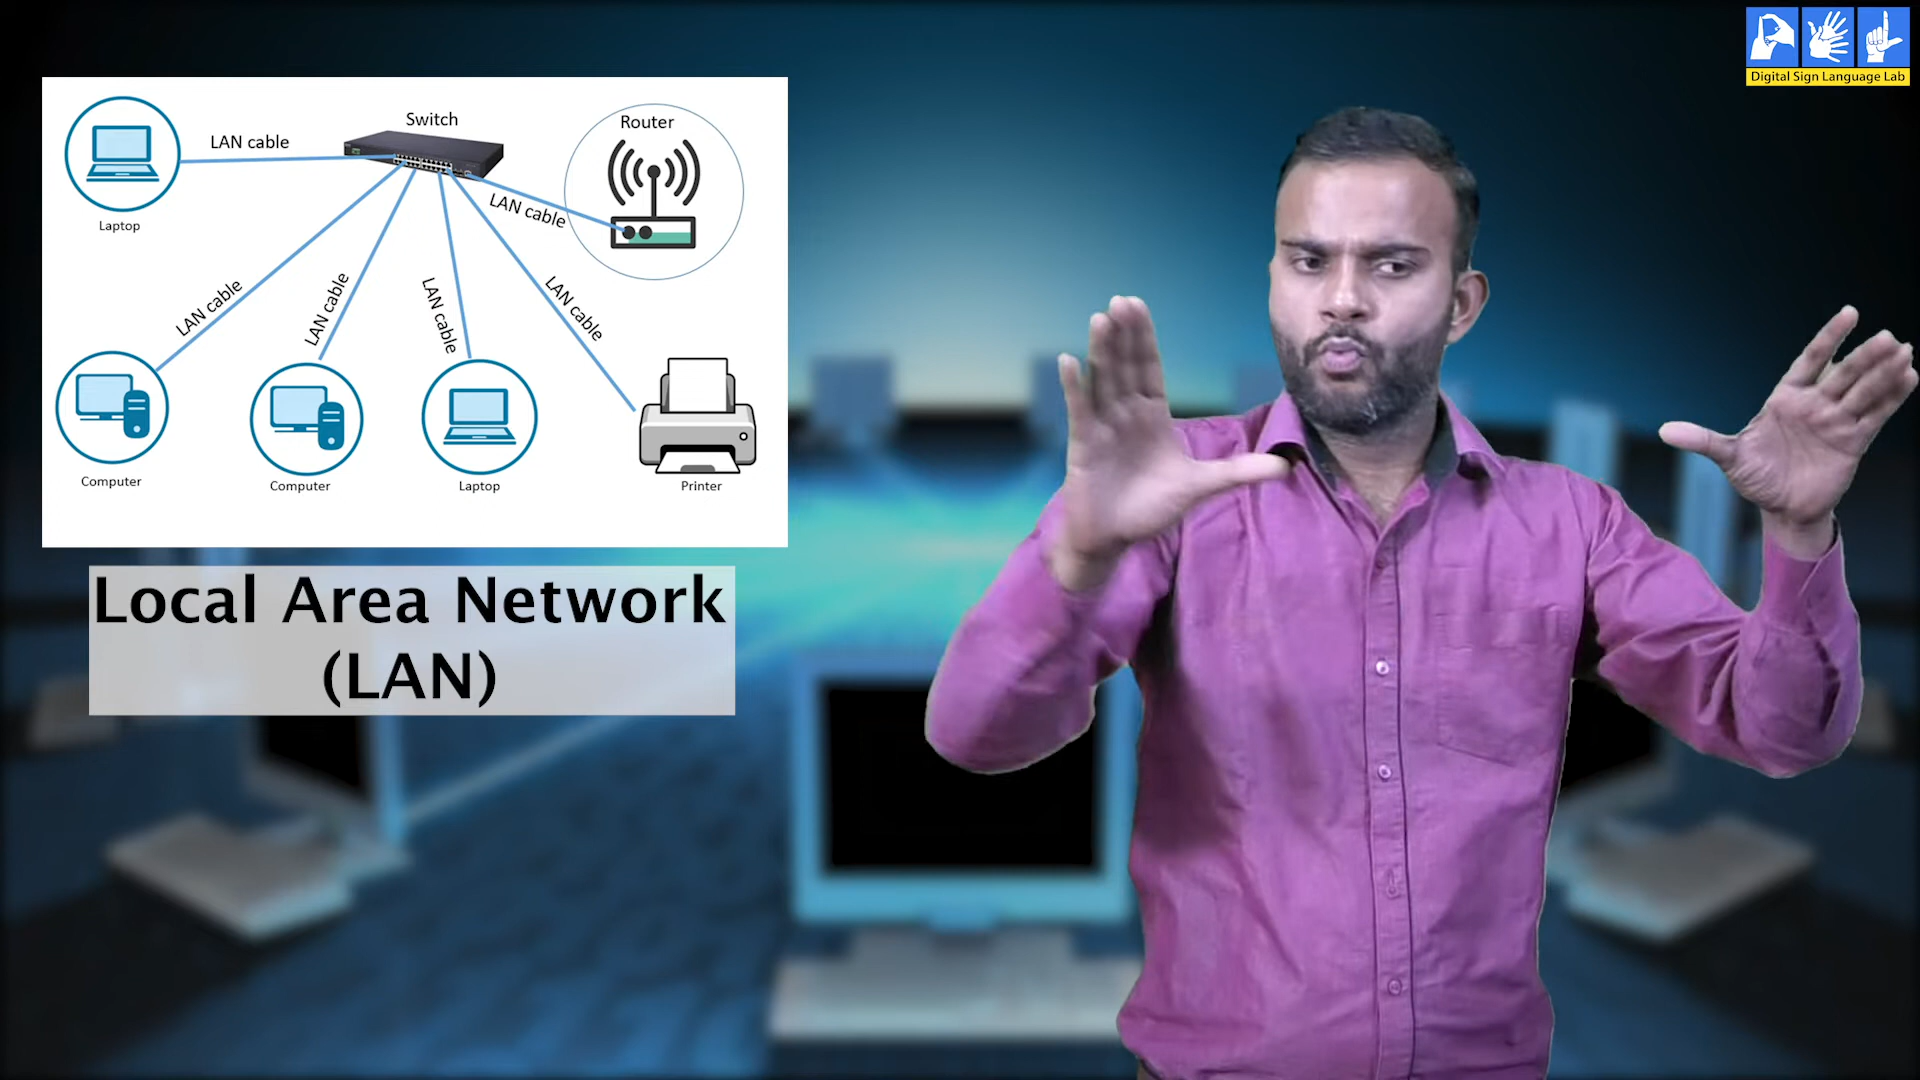 Digital Sign Language Lab
Switch
Router
LAN cable
LAN cable
Laptop
LAN cable
LAN cable
LAN cable
LAN cable
Computer
Computer
Laptop
Printer
Local Area Network
(LAN)